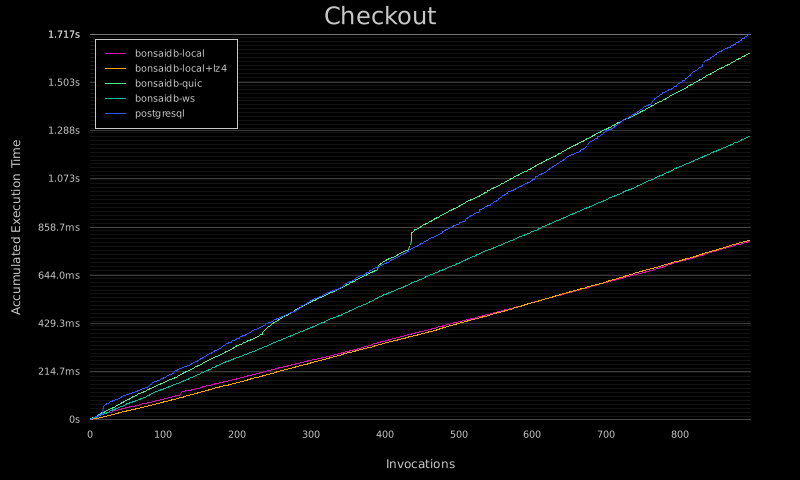 Checkout
1.717s
1.503s
1.288s
1.073s
858.7ms
644.0ms
429.3ms
214.7ms
0s
bonsaidb-local
bonsaidb-local+lz4
bonsaidb-quic
bonsaidb-ws
postgresql
Accumulated Execution Time
0 100 200 300 400 500 600 700 800
Invocations